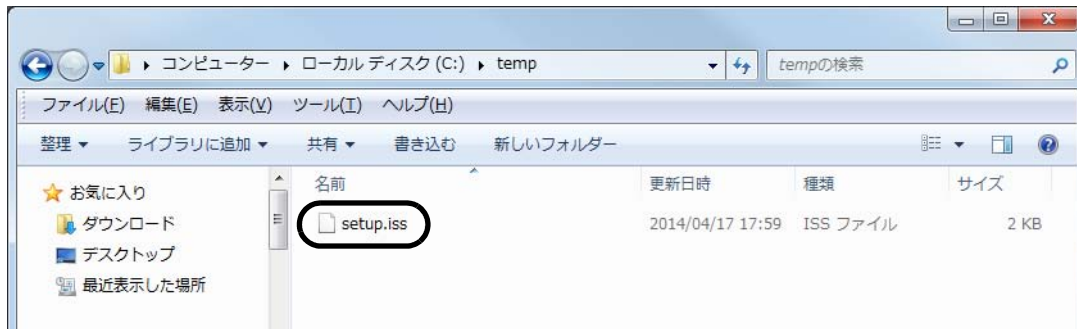 コンピューター ▸ ローカル ディスク (C:) ▸ temp tempの検索
ファイル(F) 編集(E) 表示(V) ツール(T) ヘルプ(H)
整理 ライブラリに追加 共有 書き込む 新しいフォルダー
お気に入り 名前 更新日時 種類 サイズ
ダウンロード setup.iss 2014/04/17 17:59 ISS ファイル 2 KB
デスクトップ
最近表示した場所